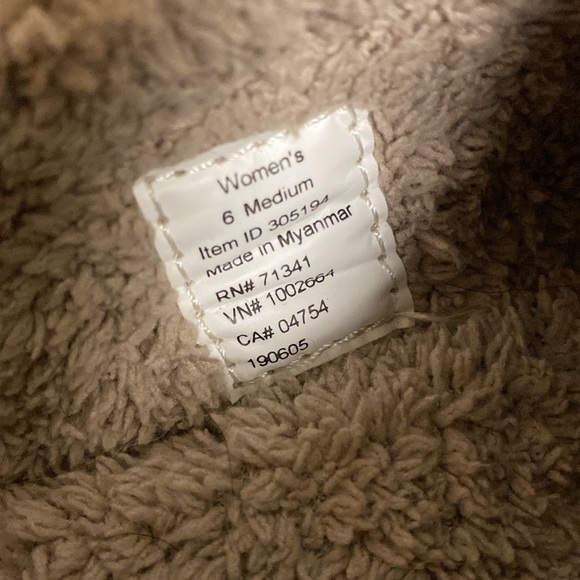 Women's
6 Medium
Item ID 305194
Made in Myanmar
RN# 71341
VN# 1002664
CA# 04754
190605